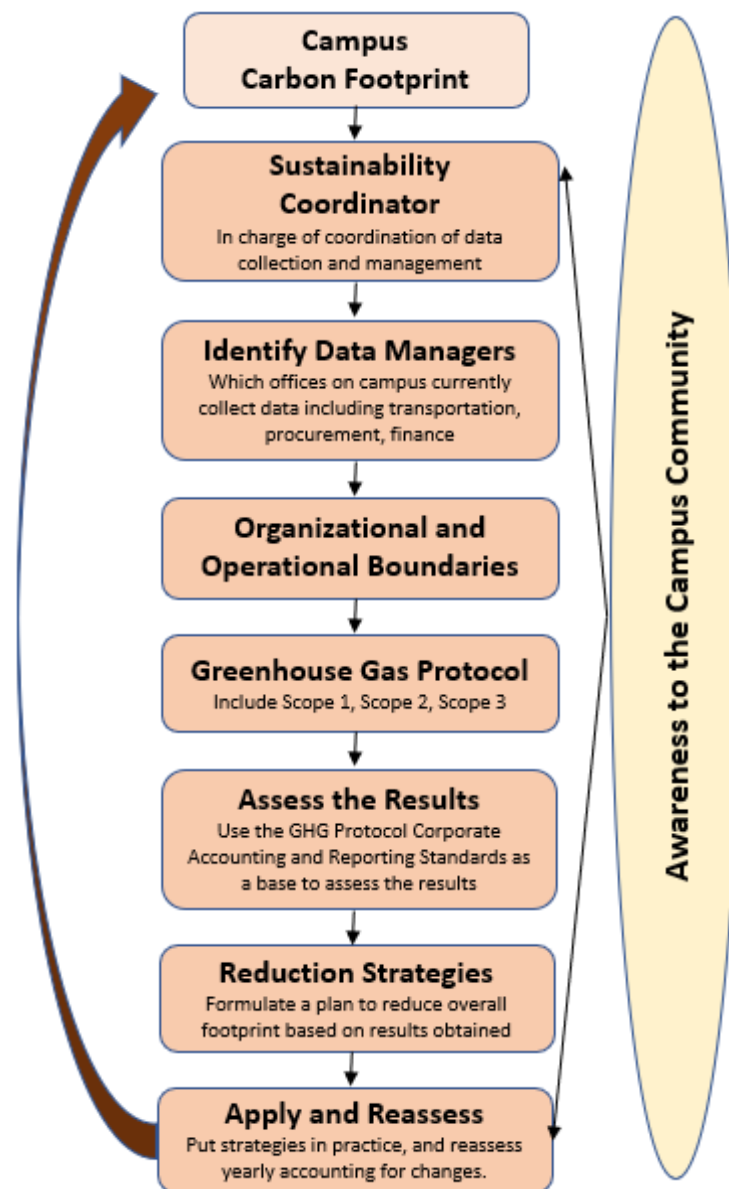 Campus
Carbon Footprint
Sustainability
Coordinator
In charge of coordination of data
collection and management
Identify Data Managers
Which offices on campus currently
collect data including transportation,
procurement, finance
Organizational and
Operational Boundaries
Greenhouse Gas Protocol
Include Scope 1, Scope 2, Scope 3
Assess the Results
Use the GHG Protocol Corporate
Accounting and Reporting Standards as
a base to assess the results
Reduction Strategies
Formulate a plan to reduce overall
footprint based on results obtained
Apply and Reassess
Put strategies in practice, and reassess
yearly accounting for changes.
Awareness to the Campus Community